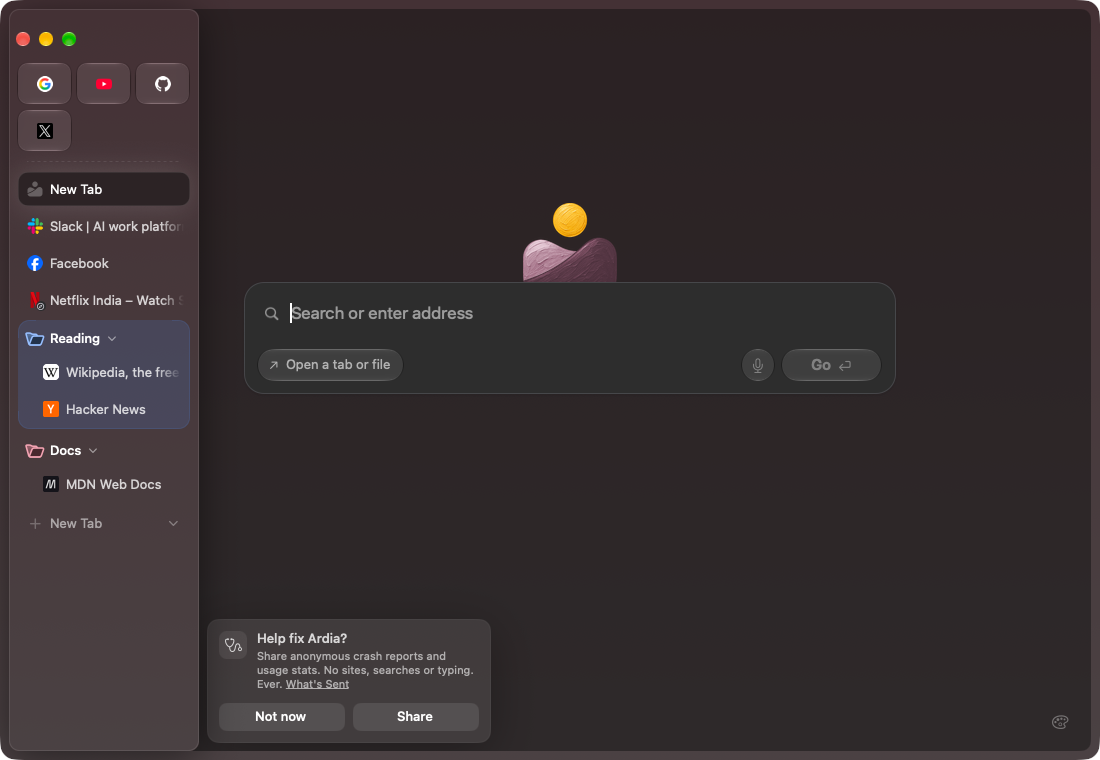 New Tab
Slack | AI work platfor
Facebook
Netflix India – Watch S
Reading
Wikipedia, the free
Hacker News
Docs
MDN Web Docs
New Tab
Search or enter address
Open a tab or file
Go
Help fix Ardia?
Share anonymous crash reports and
usage stats. No sites, searches or typing.
Ever. What's Sent
Not now
Share